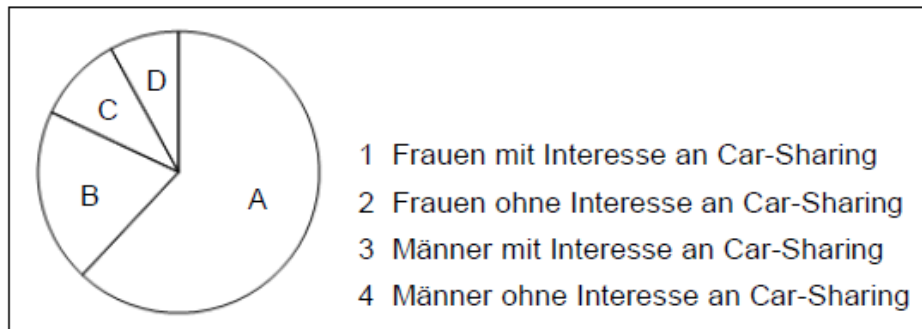 D
C
B
A
1 Frauen mit Interesse an Car-Sharing
2 Frauen ohne Interesse an Car-Sharing
3 Männer mit Interesse an Car-Sharing
4 Männer ohne Interesse an Car-Sharing